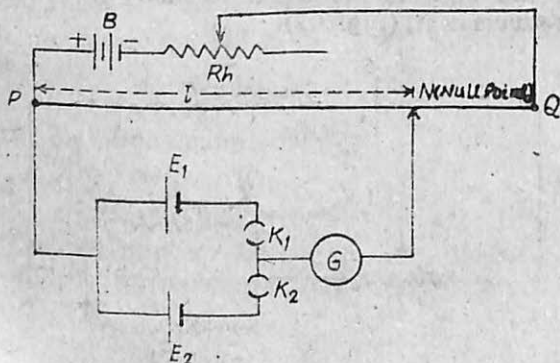 B
+ −
Rh
P l N(Null Point) Q
E1
K1
G
K2
E2